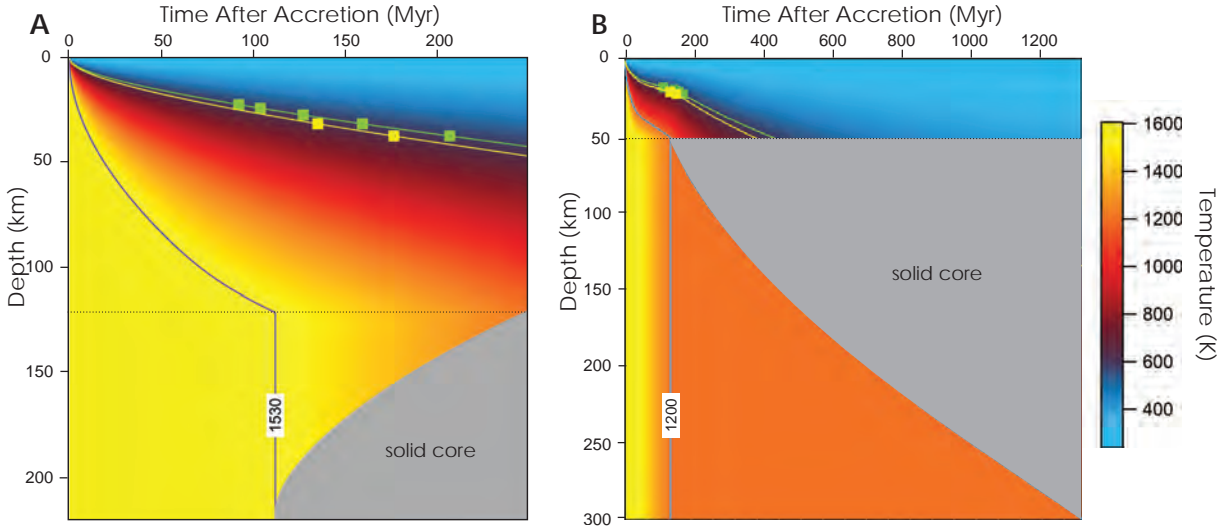 A
Time After Accretion (Myr)
0 50 100 150 200
Depth (km)
0
50
100
150
200
1530
solid core
B
Time After Accretion (Myr)
0 200 400 600 800 1000 1200
Depth (km)
0
50
100
150
200
250
300
1200
solid core
1600
1400
1200
1000
800
600
400
Temperature (K)